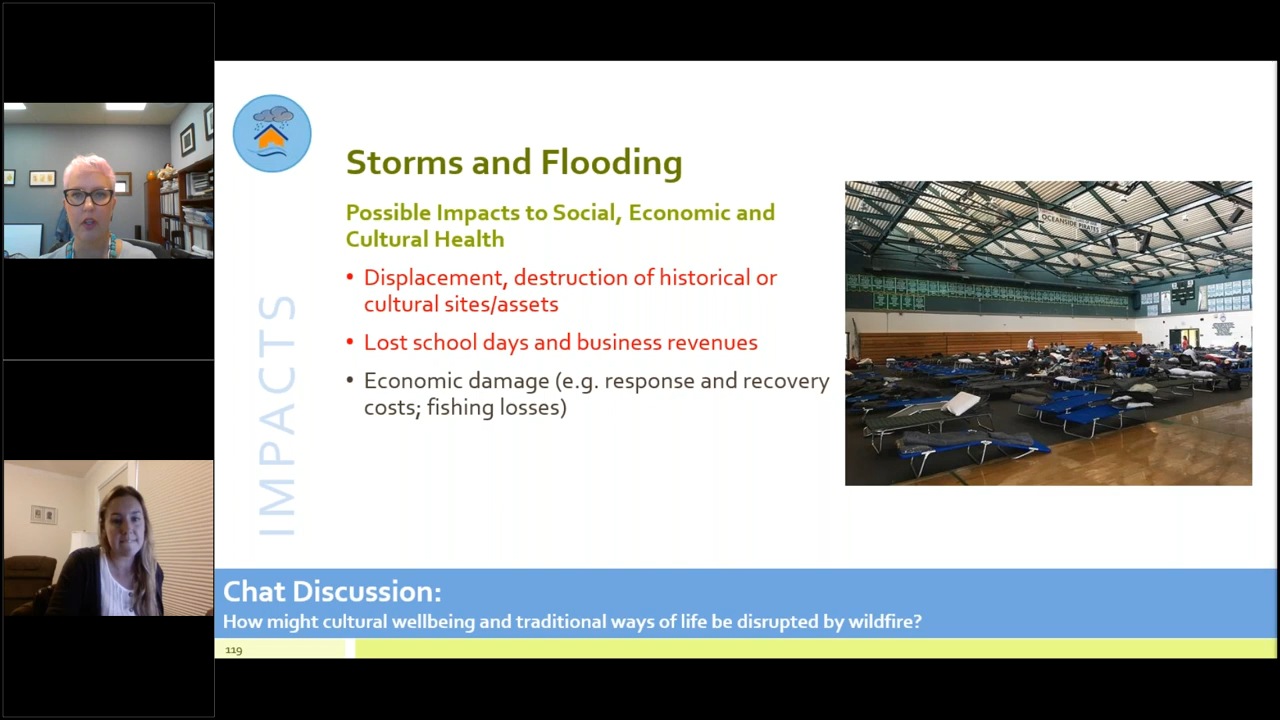 Storms and Flooding
Possible Impacts to Social, Economic and
Cultural Health
• Displacement, destruction of historical or
cultural sites/assets
• Lost school days and business revenues
• Economic damage (e.g. response and recovery
costs; fishing losses)
IMPACTS
OCEANSIDE PIRATES
Chat Discussion:
How might cultural wellbeing and traditional ways of life be disrupted by wildfire?
119